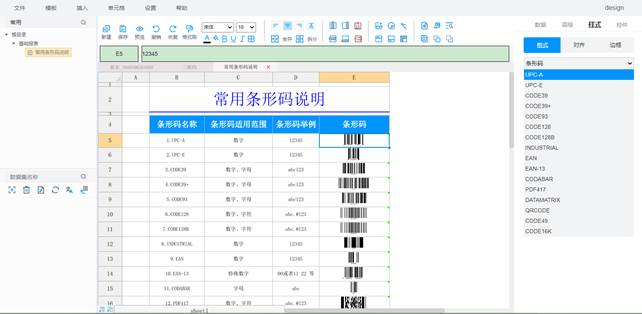 文件 模板 插入 单元格 设置 帮助 design
常用
根目录
基础报表
常用条形码说明
数据集名称
新建 保存 预览 撤销 恢复 格式刷
宋体 10
合并 拆分
E5 12345
常用条形码说明
A B C D E
1
2 常用条形码说明
3
4 条形码名称 条形码适用范围 条形码举例 条形码
5 1.UPC-A 数字 12345
6 2.UPC-E 数字 12345
7 3.CODE39 数字, 字母 abc123
8 4.CODE39+ 数字, 字母 abc123
9 5.CODE93 数字, 字母 abc123
10 6.CODE128 数字, 字符 abc.#123
11 7.CODE128B 数字, 字母 abc.#123
12 8.INDUSTRIAL 数字 12345
13 9.EAN 数字 12345
14 10.EAN-13 特殊数字 00或者11 22 等
15 11.CODABAR 字母 abc
16 12.PDF417 数字, 字符 abc.#123
sheet1
数据 高级 样式 控件
格式 对齐 边框
条形码
UPC-A
UPC-E
CODE39
CODE39+
CODE93
CODE128
CODE128B
INDUSTRIAL
EAN
EAN-13
CODABAR
PDF417
DATAMATRIX
QRCODE
CODE49
CODE16K